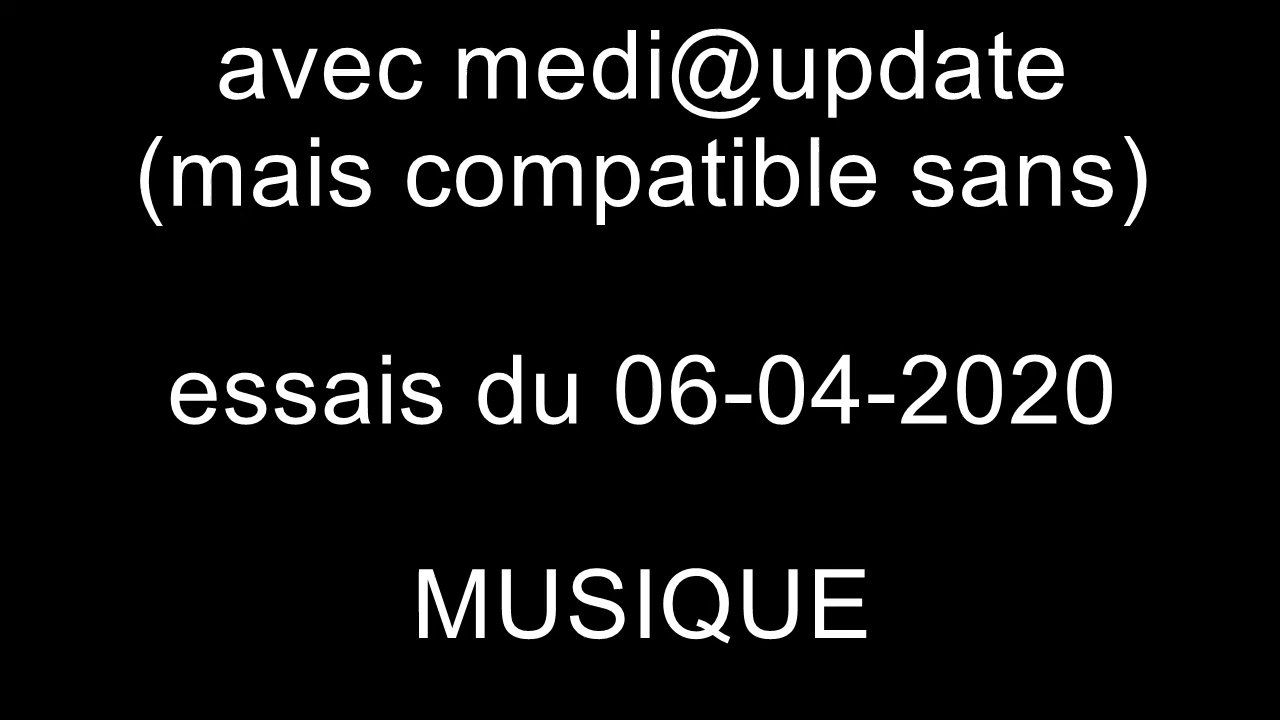 avec medi@update
(mais compatible sans)
essais du 06-04-2020
MUSIQUE